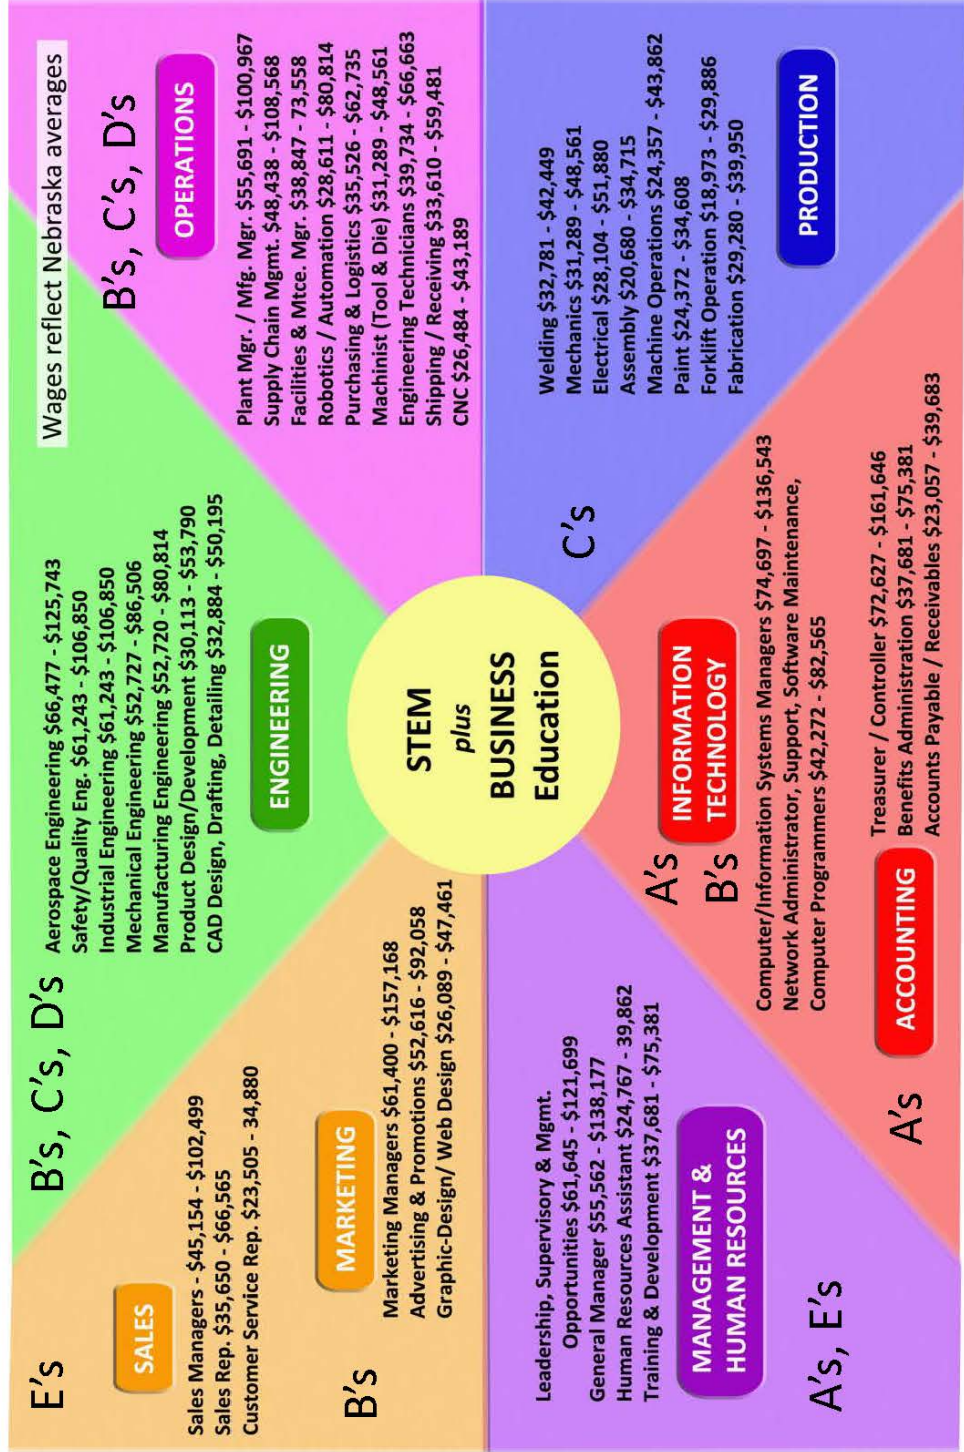 E's
SALES
Sales Managers - $45,154 - $102,499
Sales Rep. $35,650 - $66,565
Customer Service Rep. $23,505 - 34,880
B's
MARKETING
Marketing Managers $61,400 - $157,168
Advertising & Promotions $52,616 - $92,058
Graphic-Design/ Web Design $26,089 - $47,461
B's, C's, D's
Aerospace Engineering $66,477 - $125,743
Safety/Quality Eng. $61,243 - $106,850
Industrial Engineering $61,243 - $106,850
Mechanical Engineering $52,727 - $86,506
Manufacturing Engineering $52,720 - $80,814
Product Design/Development $30,113 - $53,790
CAD Design, Drafting, Detailing $32,884 - $50,195
ENGINEERING
Wages reflect Nebraska averages
B's, C's, D's
OPERATIONS
Plant Mgr. / Mfg. Mgr. $55,691 - $100,967
Supply Chain Mgmt. $48,438 - $108,568
Facilities & Mtce. Mgr. $38,847 - 73,558
Robotics / Automation $28,611 - $80,814
Purchasing & Logistics $35,526 - $62,735
Machinist (Tool & Die) $31,289 - $48,561
Engineering Technicians $39,734 - $66,663
Shipping / Receiving $33,610 - $59,481
CNC $26,484 - $43,189
STEM
plus
BUSINESS
Education
Leadership, Supervisory & Mgmt.
Opportunities $61,645 - $121,699
General Manager $55,562 - $138,177
Human Resources Assistant $24,767 - 39,862
Training & Development $37,681 - $75,381
MANAGEMENT &
HUMAN RESOURCES
A's, E's
A's
B's
INFORMATION
TECHNOLOGY
Computer/Information Systems Managers $74,697 - $136,543
Network Administrator, Support, Software Maintenance,
Computer Programmers $42,272 - $82,565
A's
ACCOUNTING
Treasurer / Controller $72,627 - $161,646
Benefits Administration $37,681 - $75,381
Accounts Payable / Receivables $23,057 - $39,683
C's
Welding $32,781 - $42,449
Mechanics $31,289 - $48,561
Electrical $28,104 - $51,880
Assembly $20,680 - $34,715
Machine Operations $24,357 - $43,862
Paint $24,372 - $34,608
Forklift Operation $18,973 - $29,886
Fabrication $29,280 - $39,950
PRODUCTION